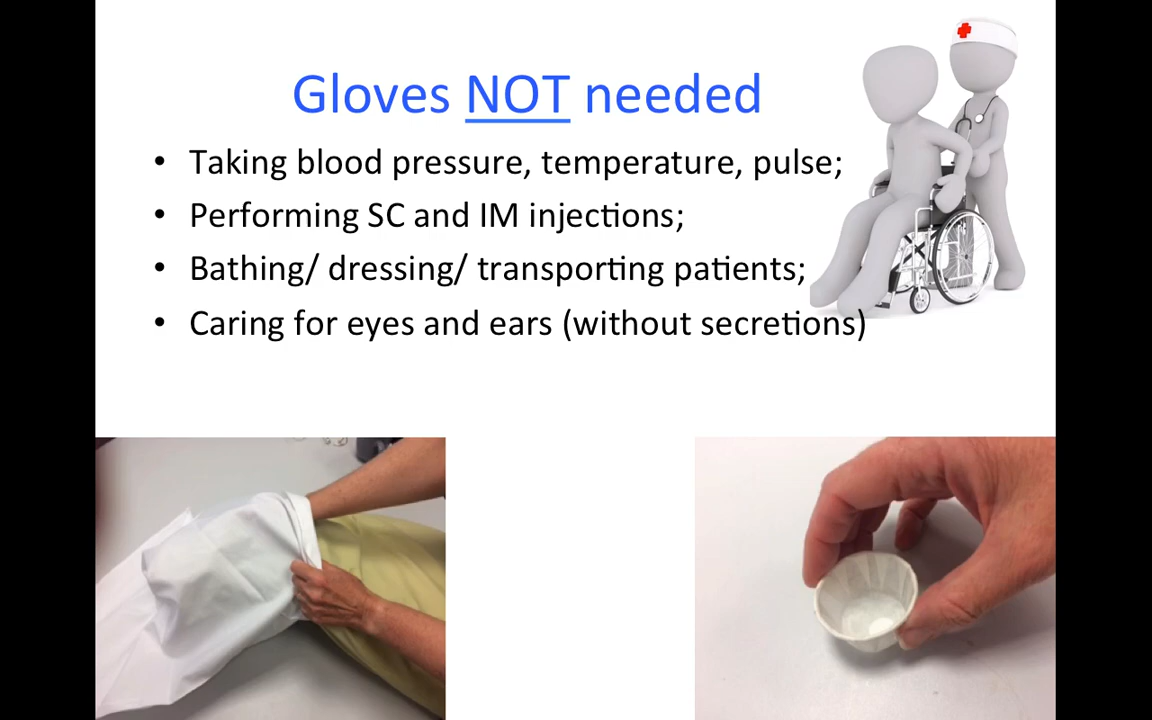 Gloves NOT needed
• Taking blood pressure, temperature, pulse;
• Performing SC and IM injections;
• Bathing/ dressing/ transporting patients;
• Caring for eyes and ears (without secretions)